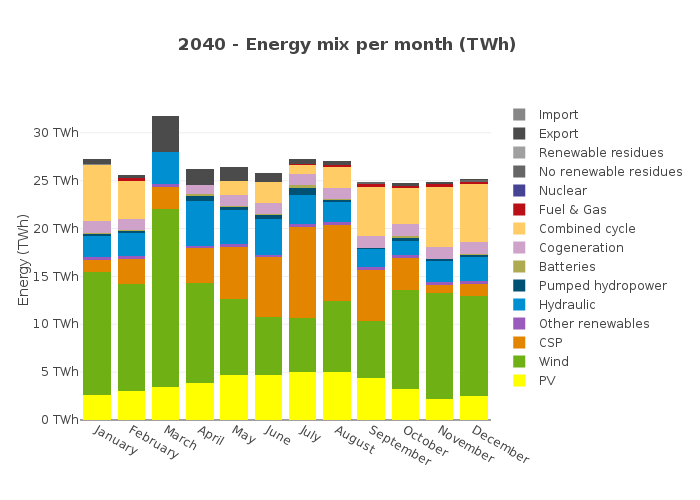 2040 - Energy mix per month (TWh)
30 TWh
25 TWh
20 TWh
15 TWh
10 TWh
5 TWh
0 TWh
Energy (TWh)
January
February
March
April
May
June
July
August
September
October
November
December
Import
Export
Renewable residues
No renewable residues
Nuclear
Fuel & Gas
Combined cycle
Cogeneration
Batteries
Pumped hydropower
Hydraulic
Other renewables
CSP
Wind
PV